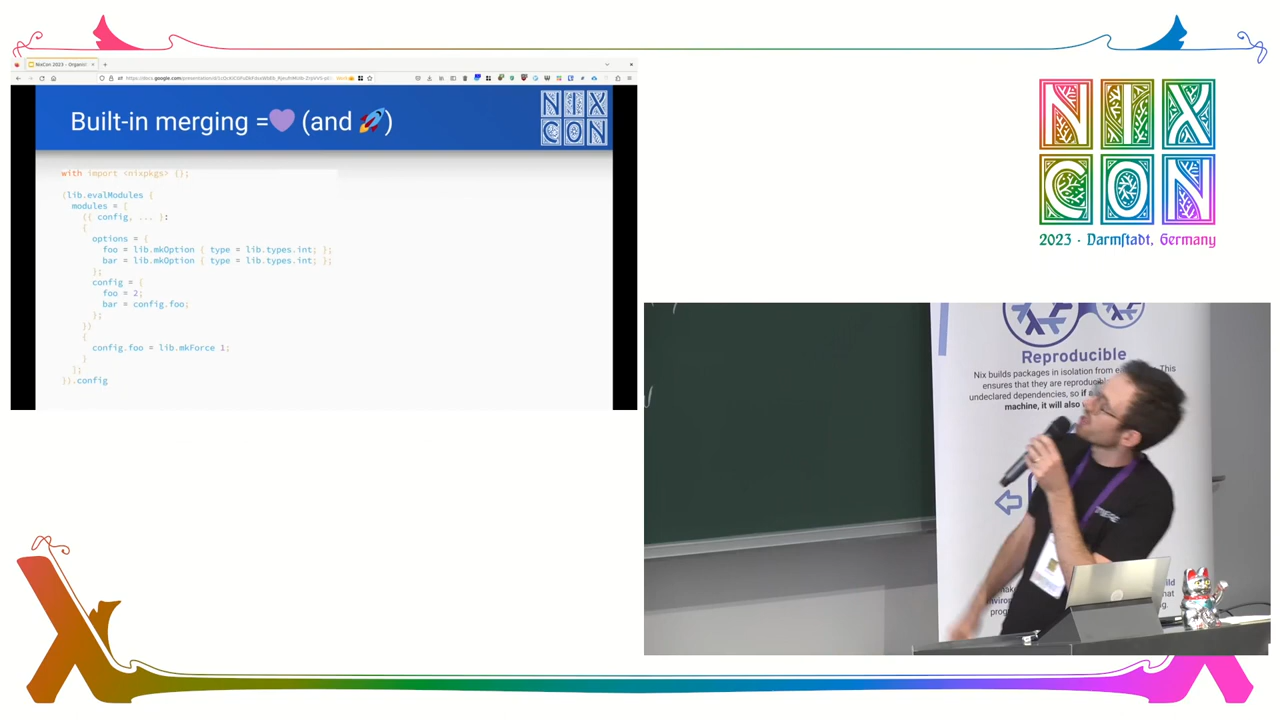 NixCon 2023 - Organizi
Built-in merging =💜 (and 🚀)
NIX
CON
with import <nixpkgs> {};
(lib.evalModules {
modules = [
({ config, ... }:
{
options = {
foo = lib.mkOption { type = lib.types.int; };
bar = lib.mkOption { type = lib.types.int; };
};
config = {
foo = 2;
bar = config.foo;
};
})
{
config.foo = lib.mkForce 1;
}
];
}).config
NIX
CON
2023 · Darmſtadt, Germany
Reproducible
Nix builds packages in isolation from This
ensures that they are
undeclared dependencies, so if a
machine, it will also